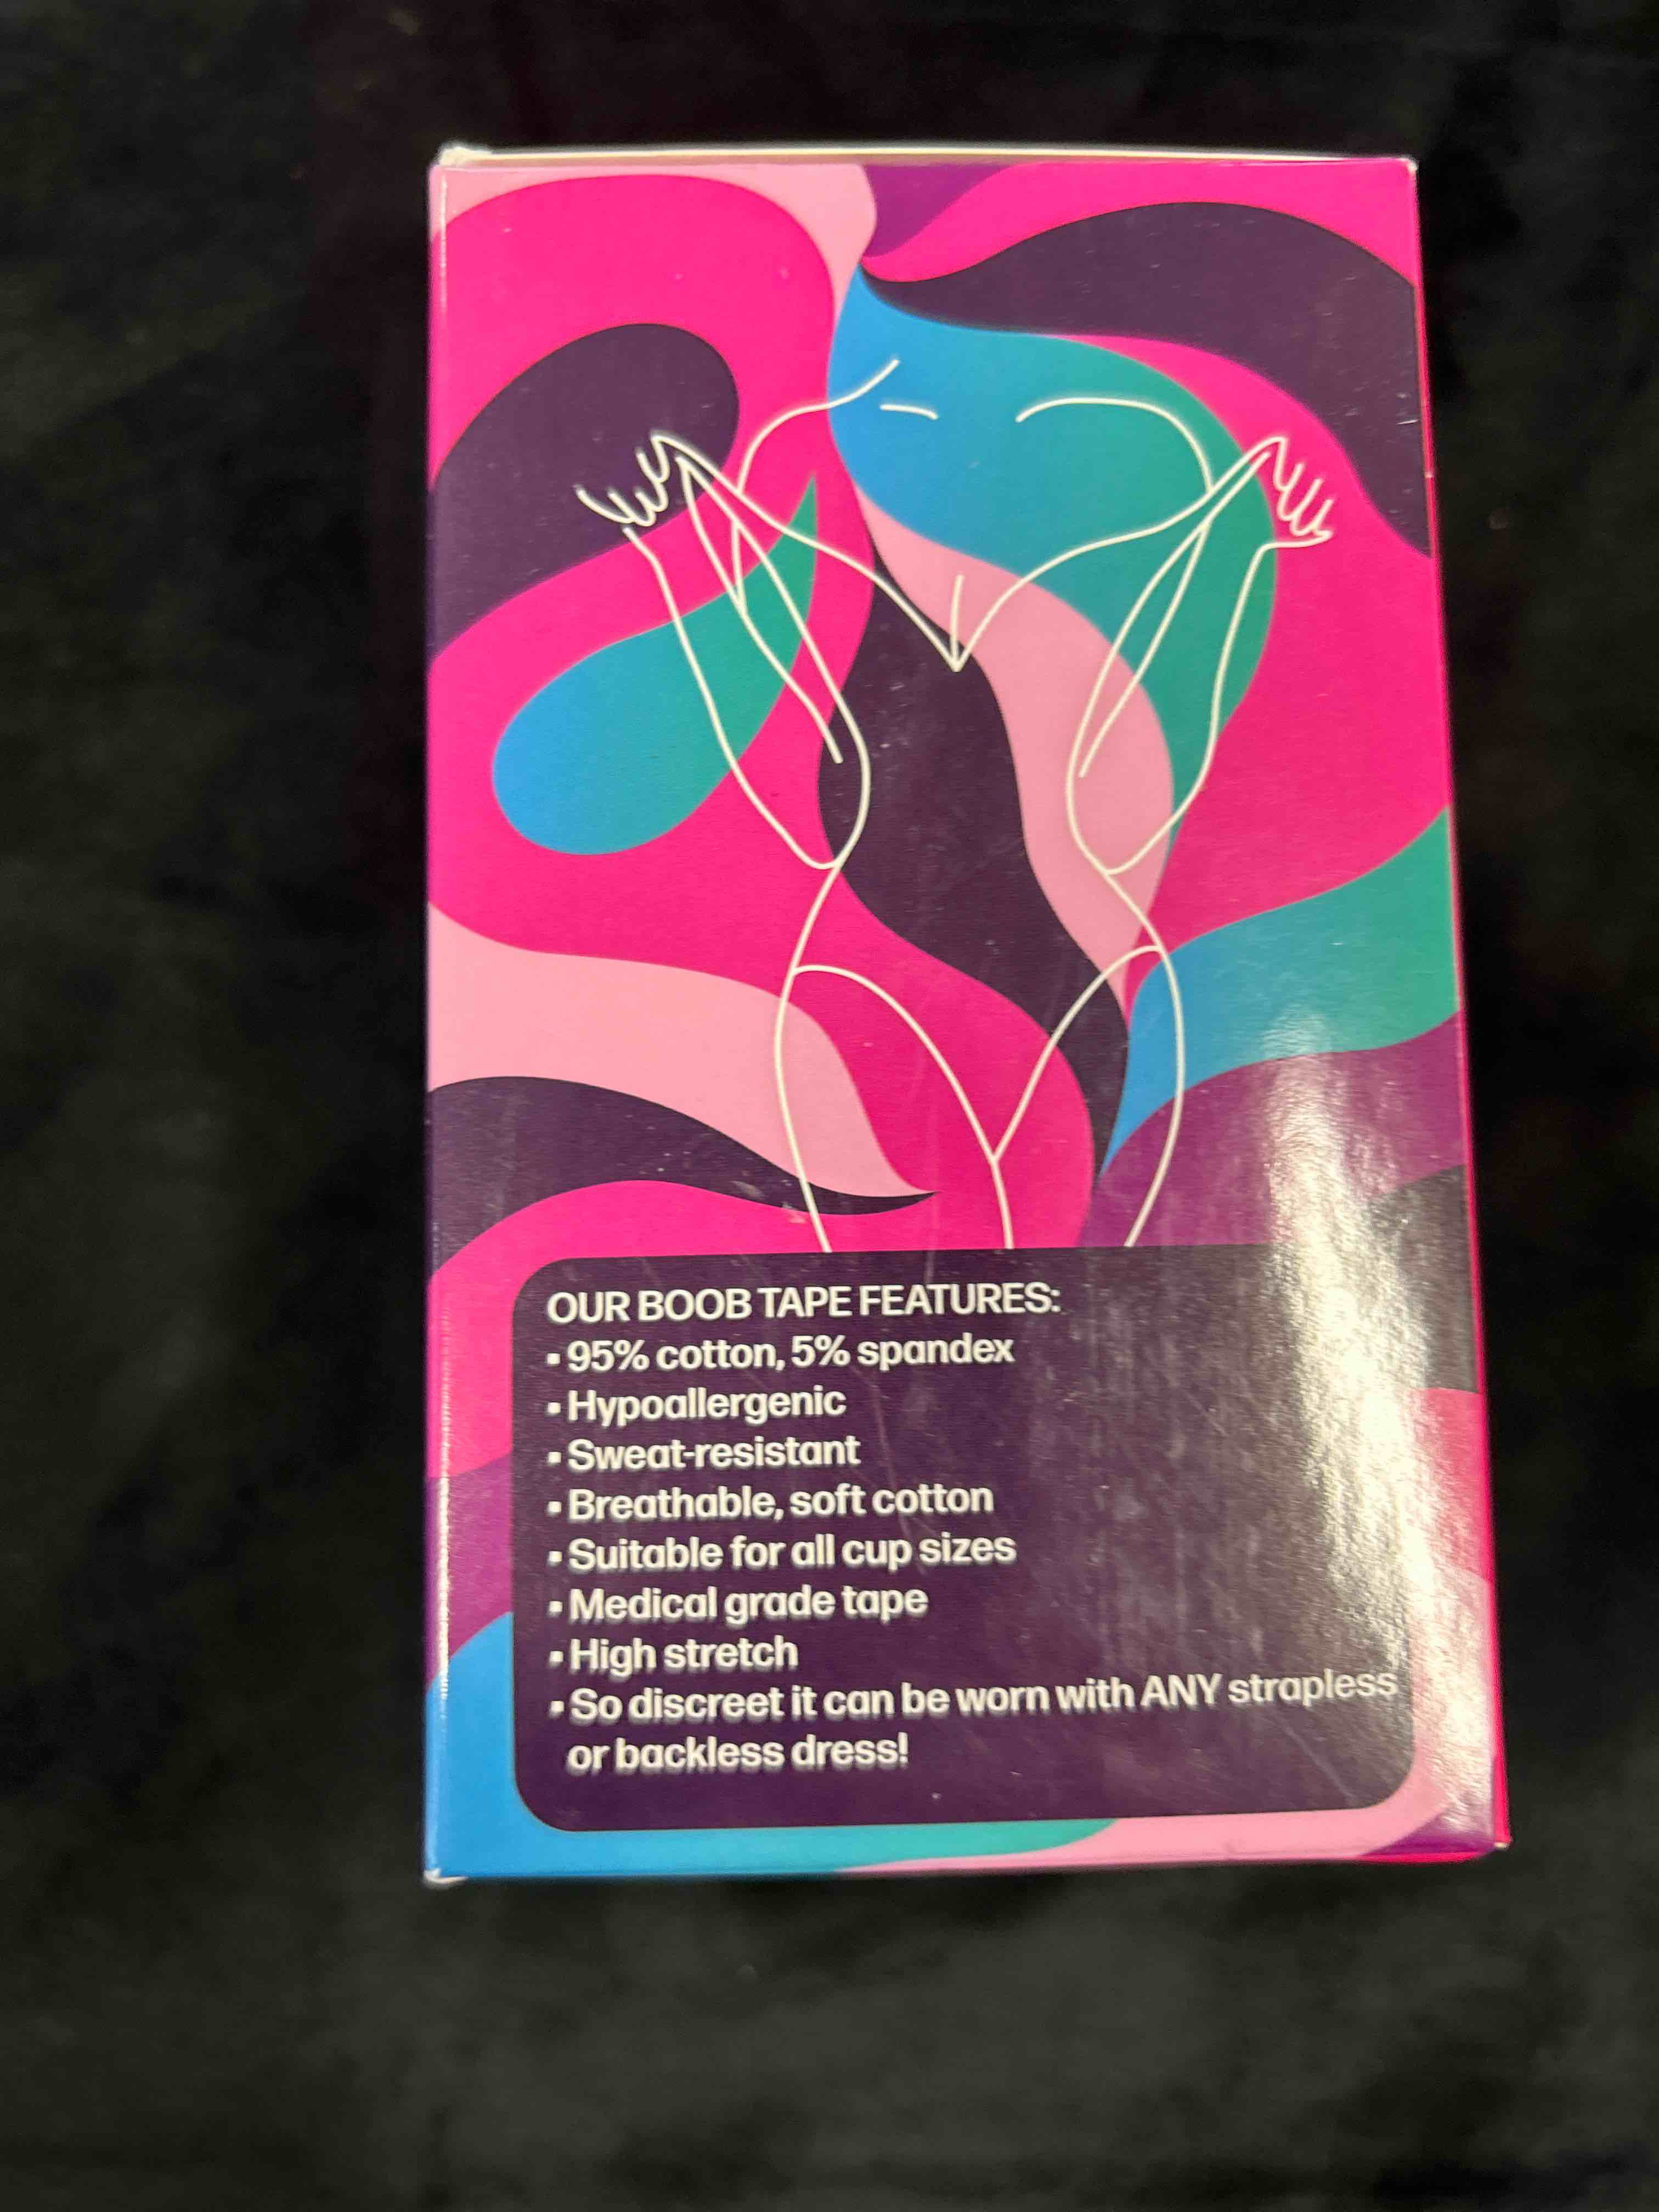 OUR BOOB TAPE FEATURES:
▪ 95% cotton, 5% spandex
▪ Hypoallergenic
▪ Sweat-resistant
▪ Breathable, soft cotton
▪ Suitable for all cup sizes
▪ Medical grade tape
▪ High stretch
▪ So discreet it can be worn with ANY strapless
or backless dress!